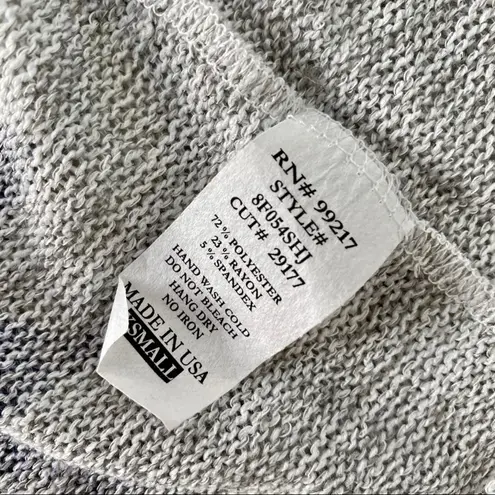 RN# 99217
STYLE#
8F054SHJ
CUT# 29177
72% POLYESTER
23% RAYON
5% SPANDEX
HAND WASH COLD
DO NOT BLEACH
HANG DRY
NO IRON
MADE IN USA
SMALL